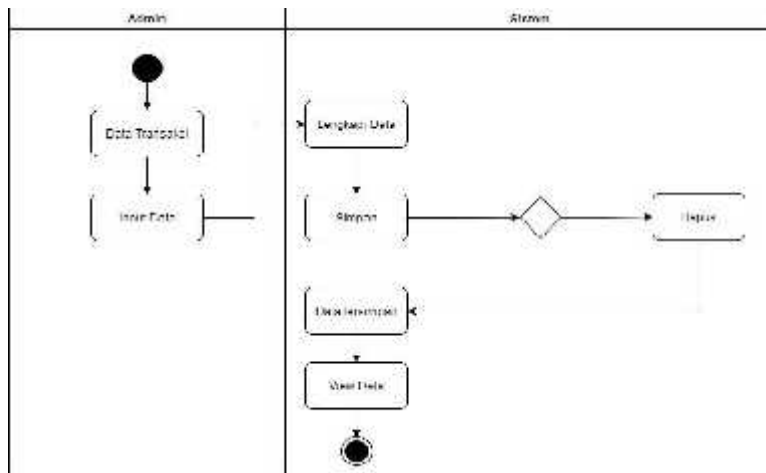 Admin
Sistem
Data Transaksi
Lengkapi Data
Input Data
Simpan
Hapus
Data tersimpan
View Data